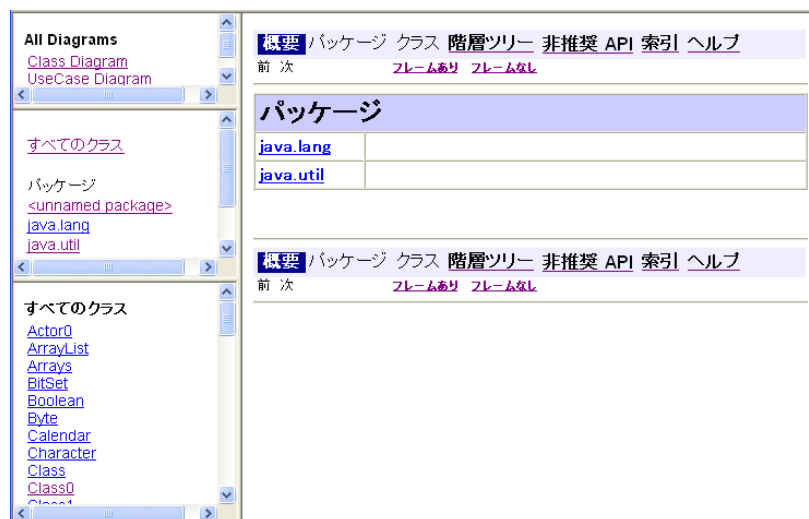 All Diagrams
Class Diagram
UseCase Diagram
すべてのクラス
パッケージ
<unnamed package>
java.lang
java.util
すべてのクラス
Actor0
ArrayList
Arrays
BitSet
Boolean
Byte
Calendar
Character
Class
Class0
Class1
概要 パッケージ クラス 階層ツリー 非推奨 API 索引 ヘルプ
前 次 フレームあり フレームなし
パッケージ
java.lang
java.util
概要 パッケージ クラス 階層ツリー 非推奨 API 索引 ヘルプ
前 次 フレームあり フレームなし